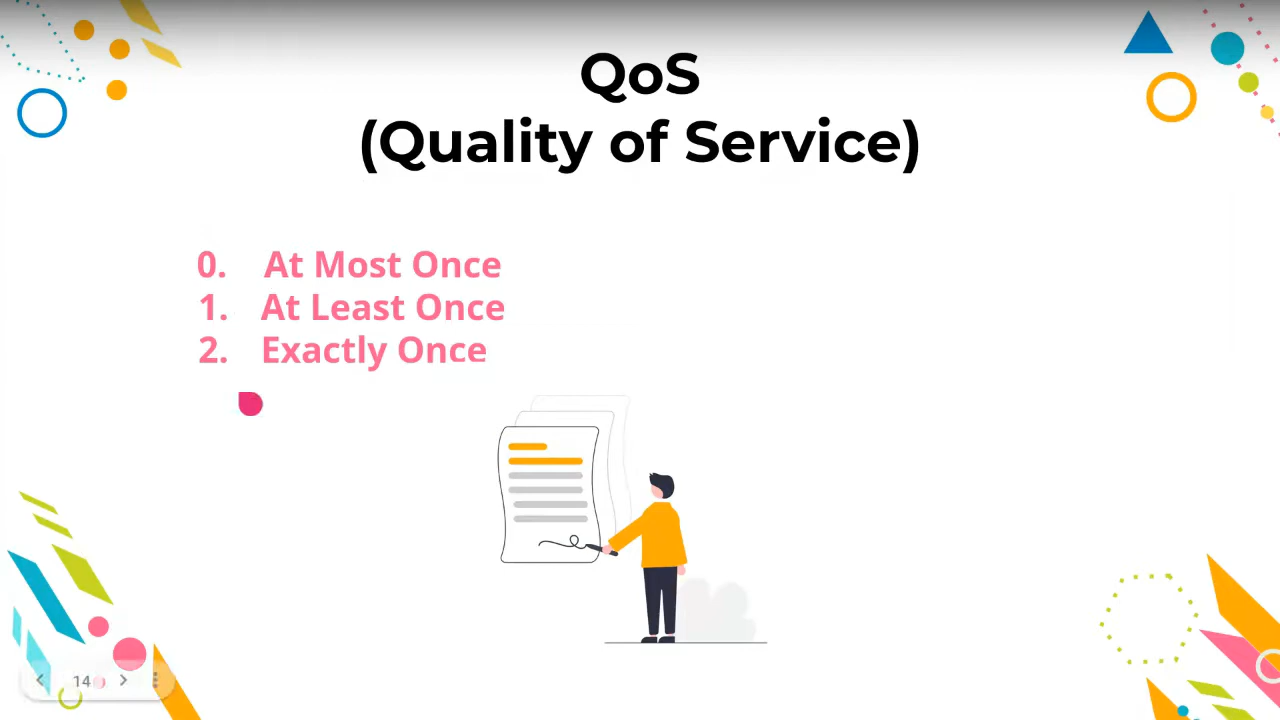 QoS
(Quality of Service)
0. At Most Once
1. At Least Once
2. Exactly Once
14